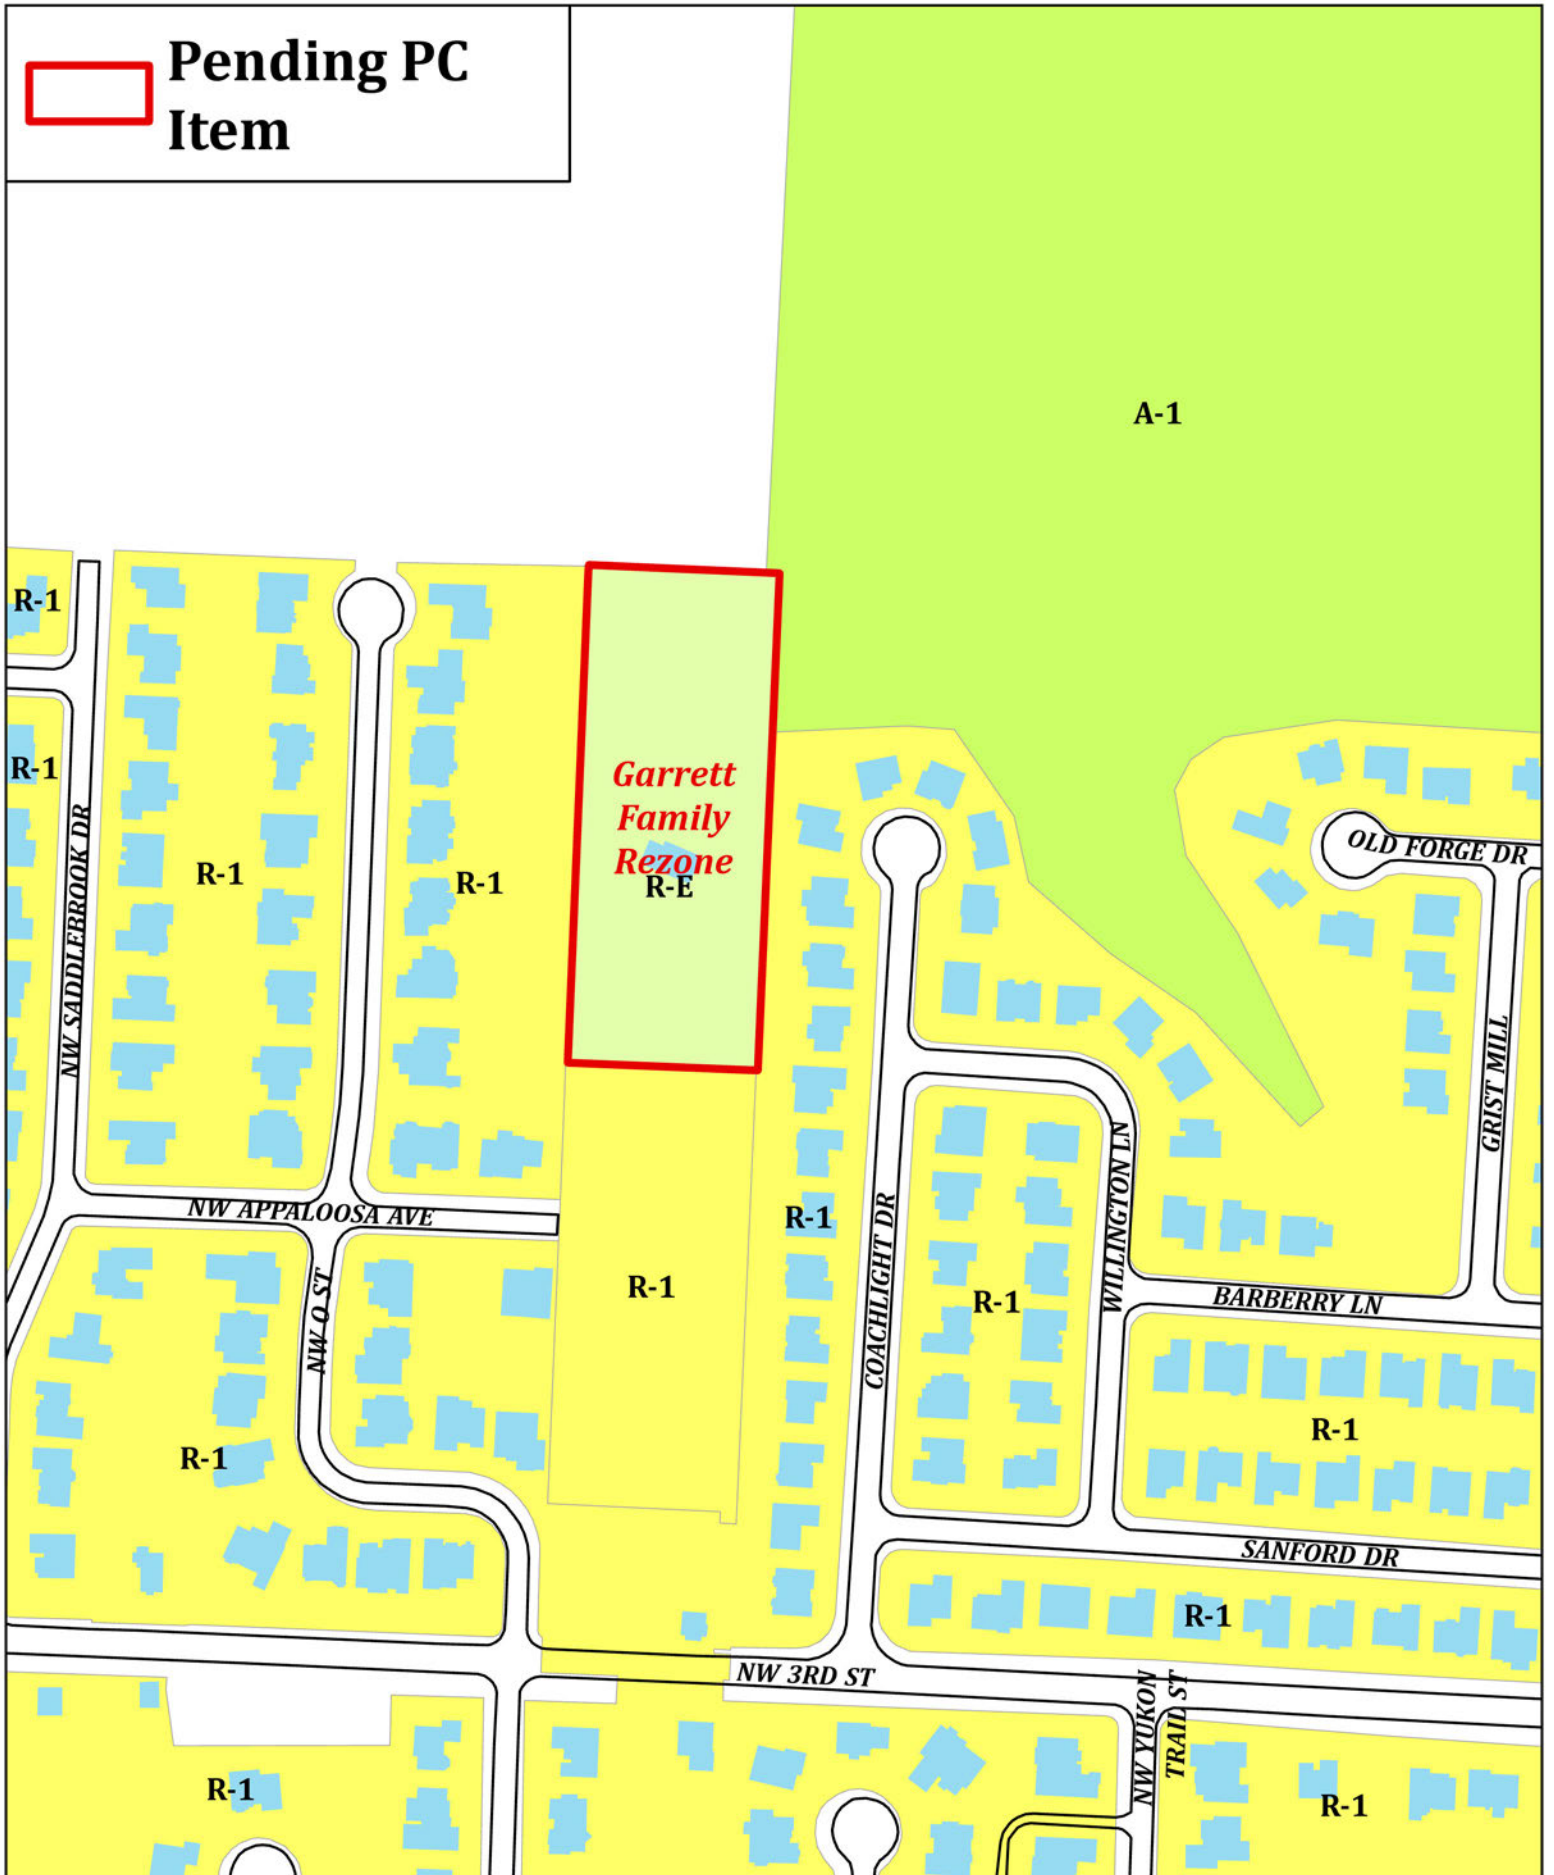 Pending PC
Item
A-1
R-1
R-1
Garrett
Family
Rezone
R-E
OLD FORGE DR
R-1
R-1
NW SADDLEBROOK DR
GRIST MILL
NW APPALOOSA AVE
R-1
COACHLIGHT DR
WILLINGTON LN
R-1
R-1
BARBERRY LN
NW O ST
R-1
R-1
SANFORD DR
R-1
NW 3RD ST
NW YUKON
TRAIL ST
R-1
R-1